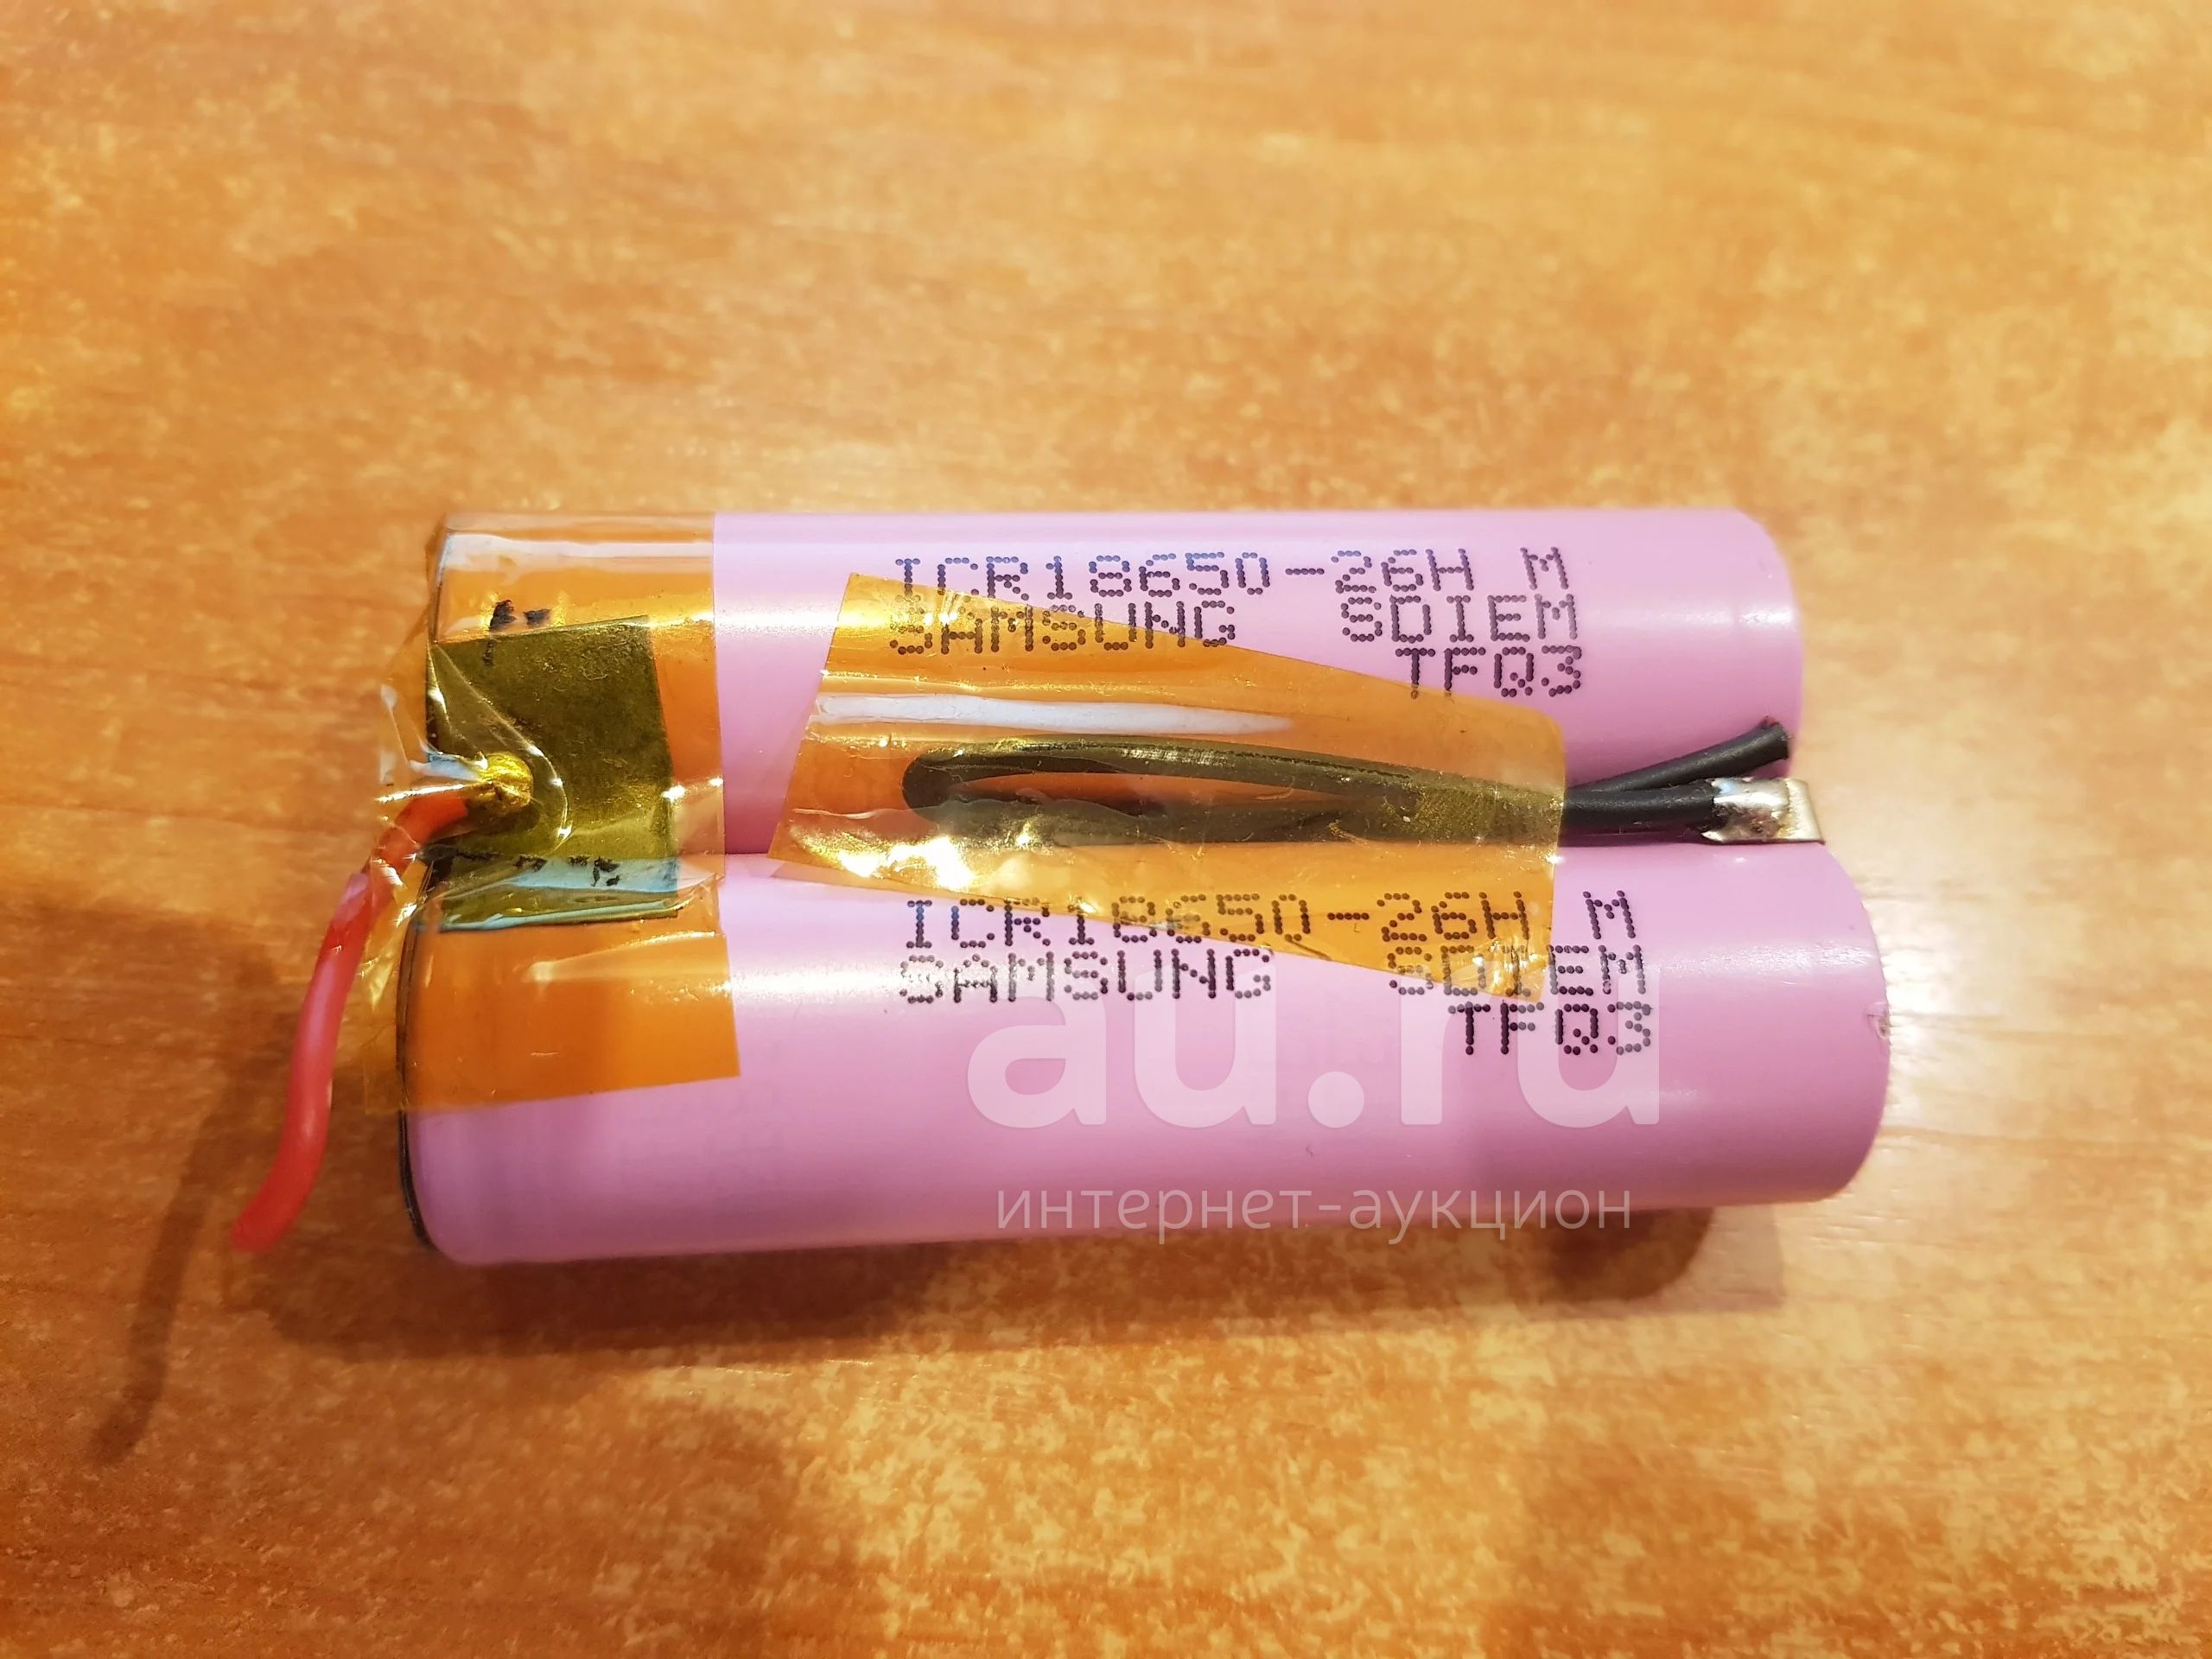 ICR18650-26H M
SAMSUNG SDIEM
TFQ3
ICR18650-26H M
SAMSUNG SDIEM
TFQ3
au.ru
интернет-аукцион